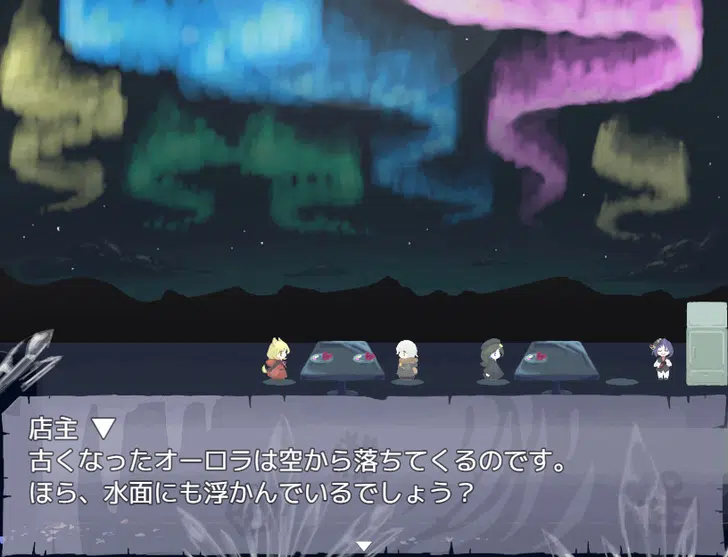 店主 ▼
古くなったオーロラは空から落ちてくるのです。
ほら、水面にも浮かんでいるでしょう？